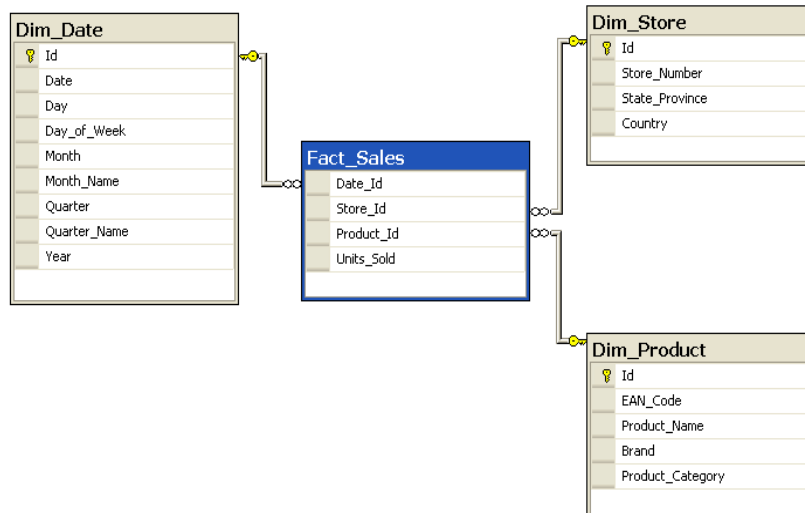 Dim_Date
Id
Date
Day
Day_of_Week
Month
Month_Name
Quarter
Quarter_Name
Year
Fact_Sales
Date_Id
Store_Id
Product_Id
Units_Sold
Dim_Store
Id
Store_Number
State_Province
Country
Dim_Product
Id
EAN_Code
Product_Name
Brand
Product_Category